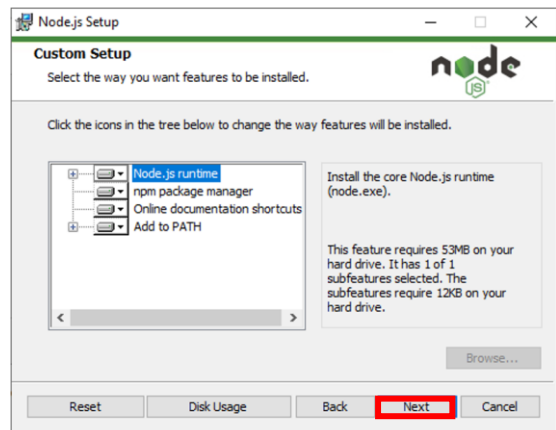 Node.js Setup
Custom Setup
Select the way you want features to be installed.
node
JS
Click the icons in the tree below to change the way features will be installed.
Node.js runtime
npm package manager
Online documentation shortcuts
Add to PATH
Install the core Node.js runtime
(node.exe).
This feature requires 53MB on your
hard drive. It has 1 of 1
subfeatures selected. The
subfeatures require 12KB on your
hard drive.
Browse...
Reset
Disk Usage
Back
Next
Cancel